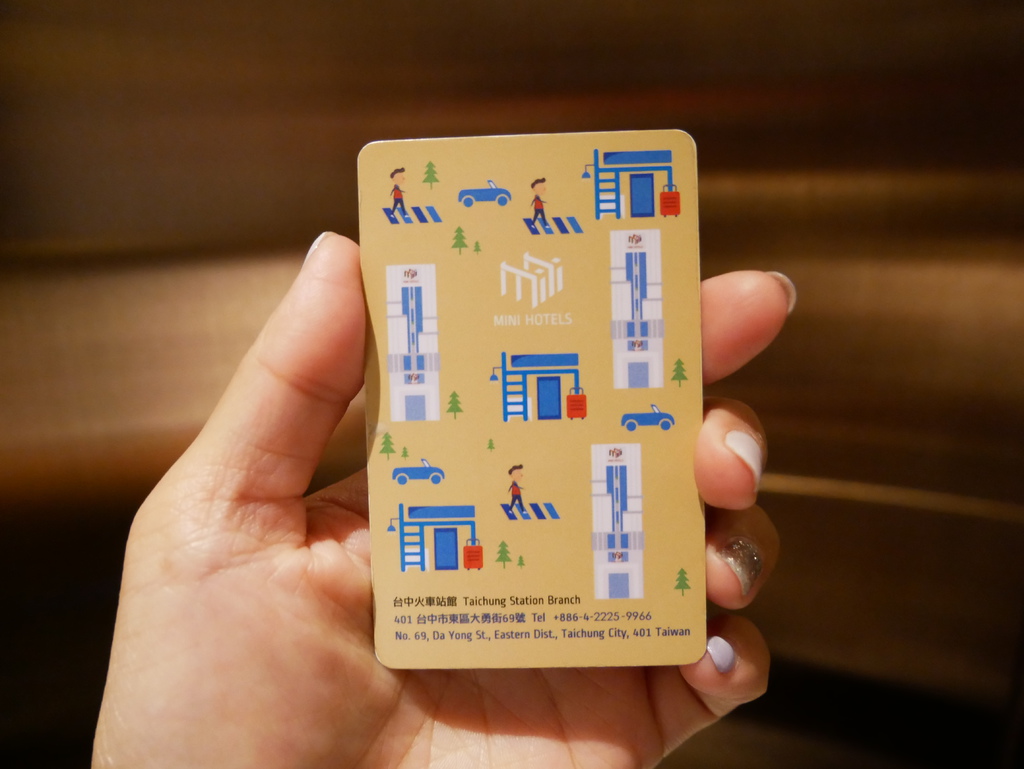 MINI HOTELS
台中火車站館 Taichung Station Branch
401 台中市東區大勇街69號 Tel +886-4-2225-9966
No. 69, Da Yong St., Eastern Dist., Taichung City, 401 Taiwan